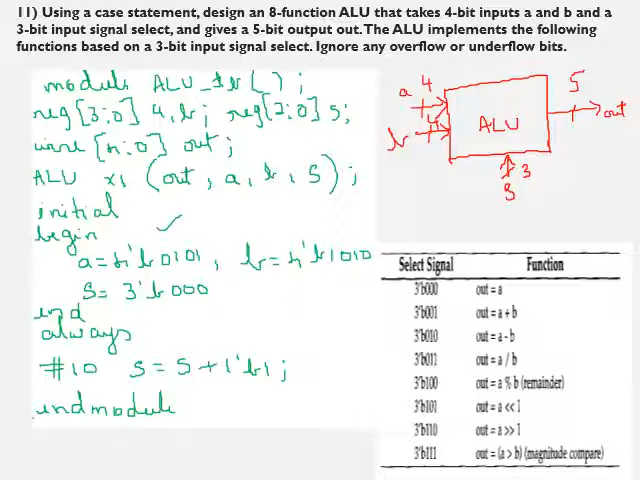 11) Using a case statement, design an 8-function ALU that takes 4-bit inputs a and b and a
3-bit input signal select, and gives a 5-bit output out. The ALU implements the following
functions based on a 3-bit input signal select. Ignore any overflow or underflow bits.
module ALU_tb ( ) ;
reg [3:0] a, b; reg [2:0] s;
wire [4:0] out;
ALU x1 (out, a, b, s);
initial
begin
a=4'b0101, b=4'b1010
s= 3'b000
end
always
#10 s = s + 1'b1;
endmodule
a 4
5
ALU
out
b 4
3
s
Select Signal Function
3'b000 out = a
3'b001 out = a + b
3'b010 out = a - b
3'b011 out = a / b
3'b100 out = a % b (remainder)
3'b101 out = a << 1
3'b110 out = a >> 1
3'b111 out = (a > b) (magnitude compare)